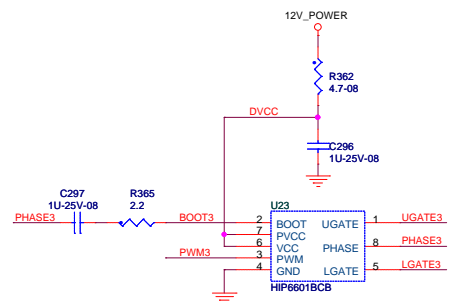 12V_POWER
R362
4.7-08
DVCC
C296
1U-25V-08
C297
1U-25V-08
R365
2.2
U23
PHASE3
BOOT3
2
BOOT
UGATE
1
UGATE3
7
PVCC
6
VCC
PHASE
8
PHASE3
PWM3
3
PWM
4
GND
LGATE
5
LGATE3
HIP6601BCB